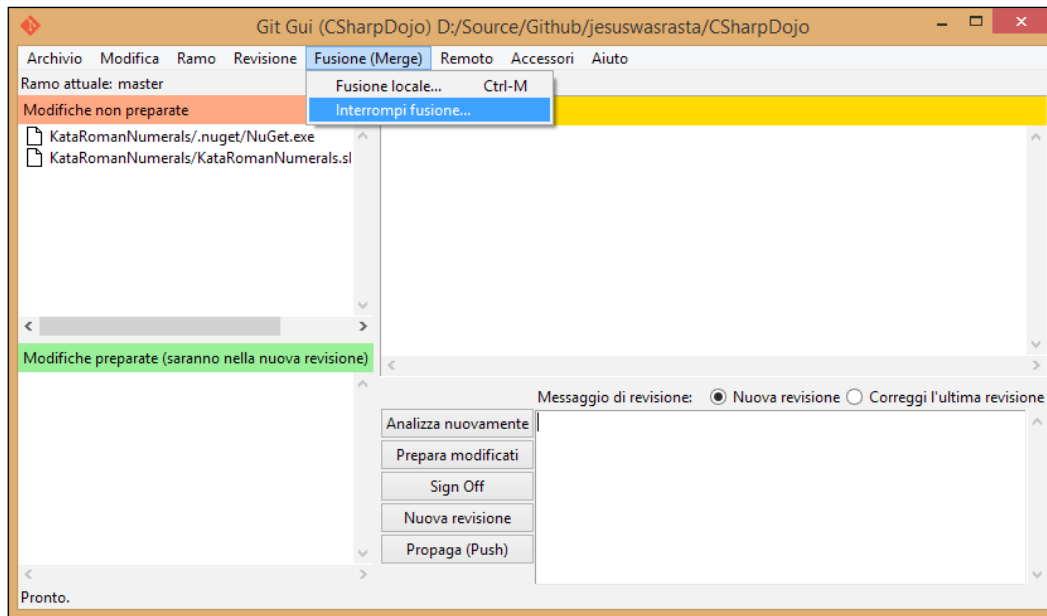 Git Gui (CSharpDojo) D:/Source/Github/jesuswasrasta/CSharpDojo
Archivio Modifica Ramo Revisione Fusione (Merge) Remoto Accessori Aiuto
Ramo attuale: master
Fusione locale... Ctrl-M
Interrompi fusione...
Modifiche non preparate
KataRomanNumerals/.nuget/NuGet.exe
KataRomanNumerals/KataRomanNumerals.sl
Modifiche preparate (saranno nella nuova revisione)
Messaggio di revisione: Nuova revisione Correggi l'ultima revisione
Analizza nuovamente
Prepara modificati
Sign Off
Nuova revisione
Propaga (Push)
Pronto.